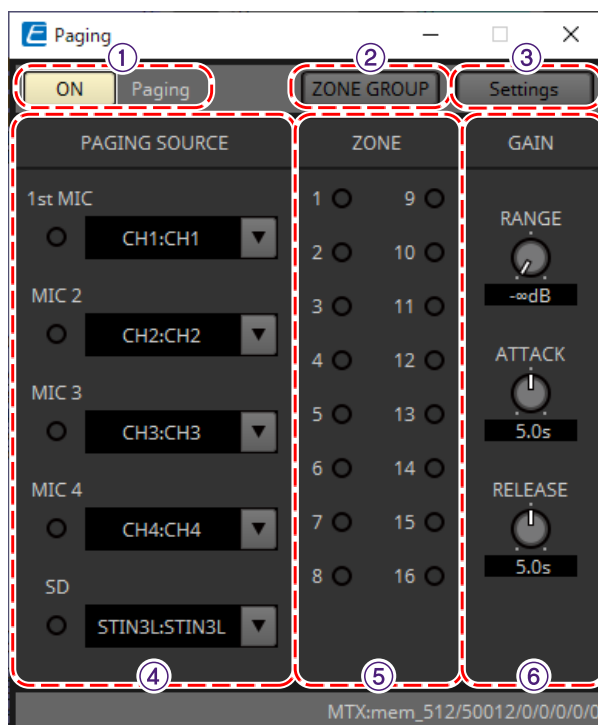 Paging
① ② ③
ON Paging ZONE GROUP Settings
PAGING SOURCE ZONE GAIN
1st MIC
CH1:CH1
MIC 2
CH2:CH2
MIC 3
CH3:CH3
MIC 4
CH4:CH4
SD
STIN3L:STIN3L
1 9
2 10
3 11
4 12
5 13
6 14
7 15
8 16
RANGE
-∞dB
ATTACK
5.0s
RELEASE
5.0s
④ ⑤ ⑥
MTX:mem_512/50012/0/0/0/0/0